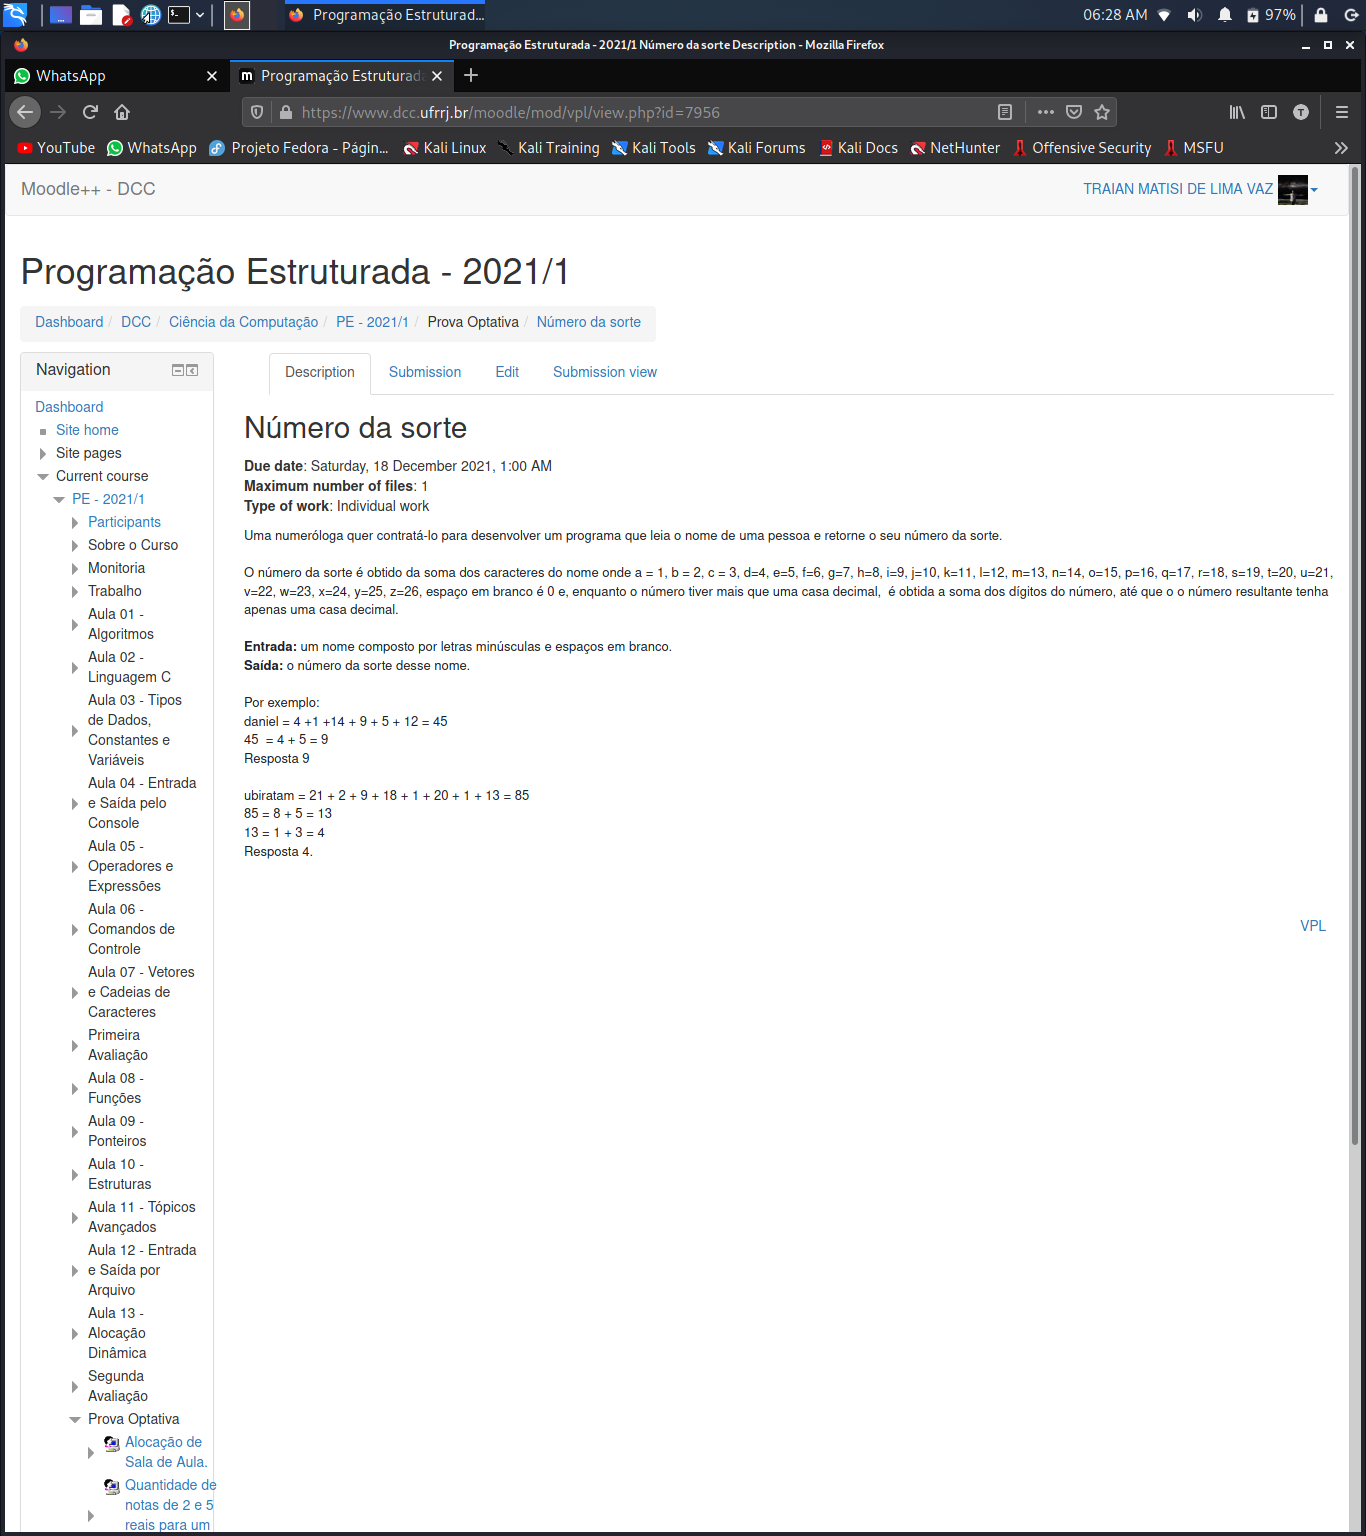 Programação Estruturad...
06:28 AM
97%
Programação Estruturada - 2021/1 Número da sorte Description - Mozilla Firefox
WhatsApp
Programação Estruturada
https://www.dcc.ufrrj.br/moodle/mod/vpl/view.php?id=7956
YouTube WhatsApp Projeto Fedora - Págin... Kali Linux Kali Training Kali Tools Kali Forums Kali Docs NetHunter Offensive Security MSFU
Moodle++ - DCC
TRAIAN MATISI DE LIMA VAZ
Programação Estruturada - 2021/1
Dashboard / DCC / Ciência da Computação / PE - 2021/1 / Prova Optativa / Número da sorte
Navigation
Dashboard
Site home
Site pages
Current course
PE - 2021/1
Participants
Sobre o Curso
Monitoria
Trabalho
Aula 01 -
Algoritmos
Aula 02 -
Linguagem C
Aula 03 - Tipos
de Dados,
Constantes e
Variáveis
Aula 04 - Entrada
e Saída pelo
Console
Aula 05 -
Operadores e
Expressões
Aula 06 -
Comandos de
Controle
Aula 07 - Vetores
e Cadeias de
Caracteres
Primeira
Avaliação
Aula 08 -
Funções
Aula 09 -
Ponteiros
Aula 10 -
Estruturas
Aula 11 - Tópicos
Avançados
Aula 12 - Entrada
e Saída por
Arquivo
Aula 13 -
Alocação
Dinâmica
Segunda
Avaliação
Prova Optativa
Alocação de
Sala de Aula.
Quantidade de
notas de 2 e 5
reais para um
Description Submission Edit Submission view
Número da sorte
Due date: Saturday, 18 December 2021, 1:00 AM
Maximum number of files: 1
Type of work: Individual work
Uma numeróloga quer contratá-lo para desenvolver um programa que leia o nome de uma pessoa e retorne o seu número da sorte.
O número da sorte é obtido da soma dos caracteres do nome onde a = 1, b = 2, c = 3, d=4, e=5, f=6, g=7, h=8, i=9, j=10, k=11, l=12, m=13, n=14, o=15, p=16, q=17, r=18, s=19, t=20, u=21,
v=22, w=23, x=24, y=25, z=26, espaço em branco é 0 e, enquanto o número tiver mais que uma casa decimal,  é obtida a soma dos dígitos do número, até que o o número resultante tenha
apenas uma casa decimal.
Entrada: um nome composto por letras minúsculas e espaços em branco.
Saída: o número da sorte desse nome.
Por exemplo:
daniel = 4 +1 +14 + 9 + 5 + 12 = 45
45  = 4 + 5 = 9
Resposta 9
ubiratam = 21 + 2 + 9 + 18 + 1 + 20 + 1 + 13 = 85
85 = 8 + 5 = 13
13 = 1 + 3 = 4
Resposta 4.
VPL